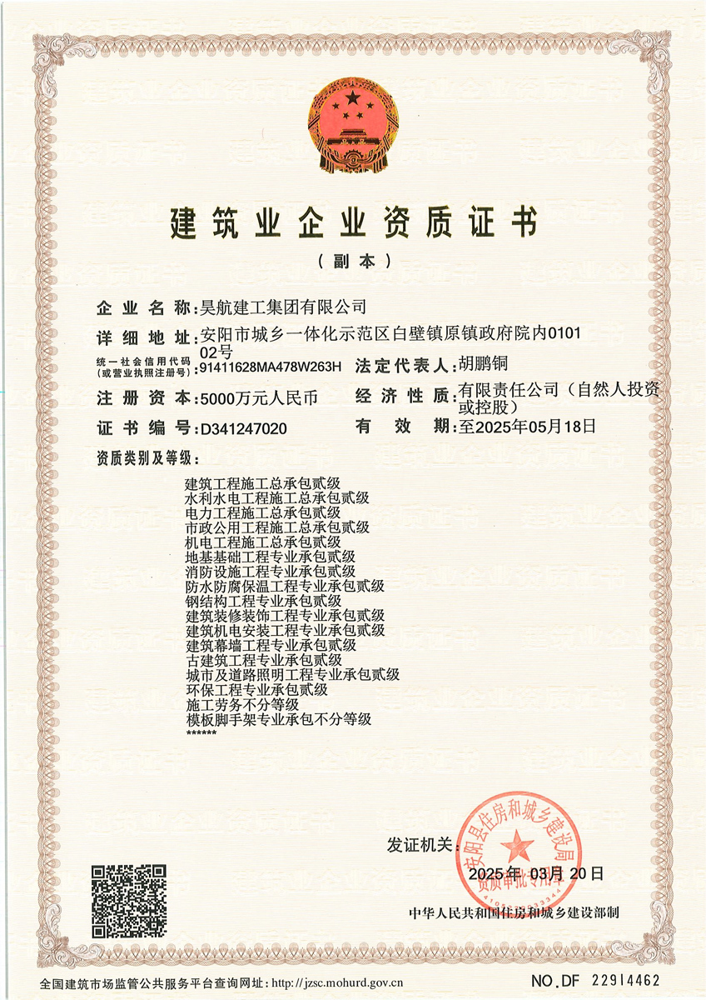 建筑业企业资质证书
（副本）
企业名称:昊航建工集团有限公司
详细地址:安阳市城乡一体化示范区白壁镇原镇政府院内0101
02号
统一社会信用代码
(或营业执照注册号):91411628MA478W263H 法定代表人:胡鹏铜
注册资本:5000万元人民币 经济性质:有限责任公司（自然人投资
或控股）
证书编号:D341247020 有效期:至2025年05月18日
资质类别及等级:
建筑工程施工总承包贰级
水利水电工程施工总承包贰级
电力工程施工总承包贰级
市政公用工程施工总承包贰级
机电工程施工总承包贰级
地基基础工程专业承包贰级
消防设施工程专业承包贰级
防水防腐保温工程专业承包贰级
钢结构工程专业承包贰级
建筑装修装饰工程专业承包贰级
建筑机电安装工程专业承包贰级
建筑幕墙工程专业承包贰级
古建筑工程专业承包贰级
城市及道路照明工程专业承包贰级
环保工程专业承包贰级
施工劳务不分等级
模板脚手架专业承包不分等级
******
安阳县住房和城乡建设局
发证机关:
资质审批专用章
2025年 03月 20日
中华人民共和国住房和城乡建设部制
全国建筑市场监管公共服务平台查询网址: http://jzsc.mohurd.gov.cn
NO.DF 22914462